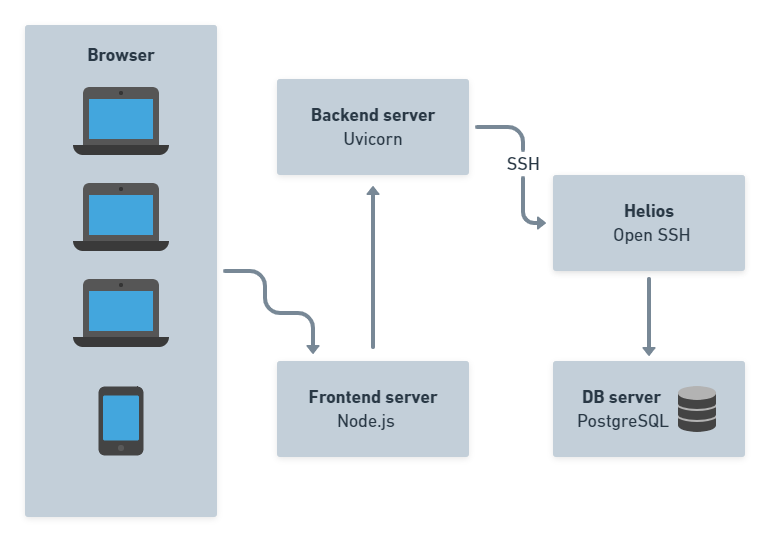 Browser
Backend server
Uvicorn
SSH
Helios
Open SSH
Frontend server
Node.js
DB server
PostgreSQL